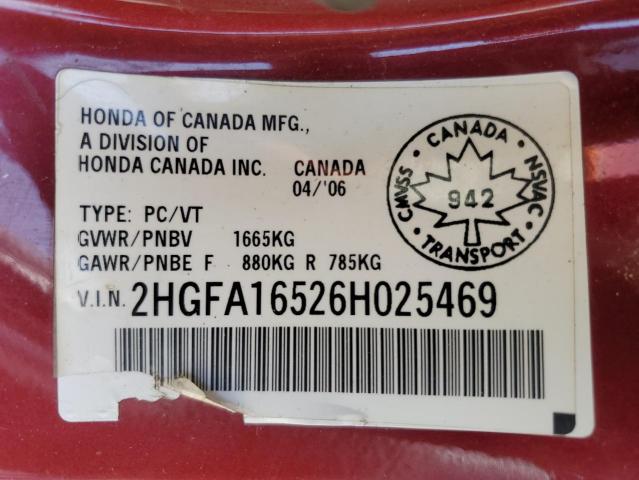 HONDA OF CANADA MFG.,
A DIVISION OF
HONDA CANADA INC. CANADA
04/'06
TYPE: PC/VT
GVWR/PNBV 1665KG
GAWR/PNBE F 880KG R 785KG
V.I.N. 2HGFA16526H025469
CANADA
CMVSS
NSVAC
942
TRANSPORT